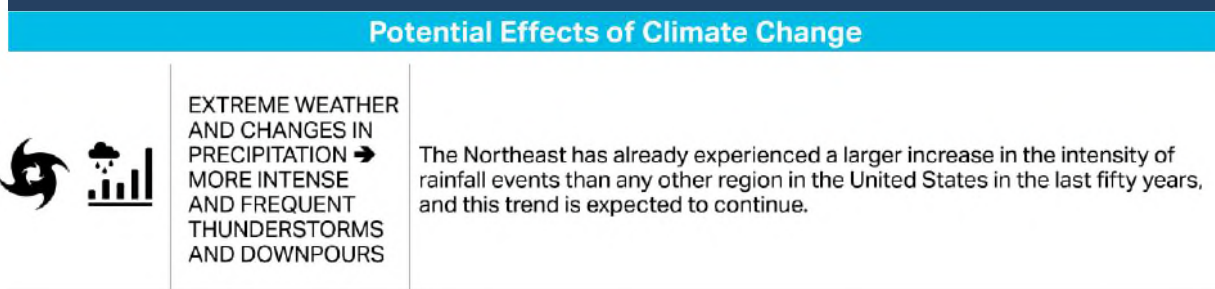 Potential Effects of Climate Change
EXTREME WEATHER
AND CHANGES IN
PRECIPITATION ➔
MORE INTENSE
AND FREQUENT
THUNDERSTORMS
AND DOWNPOURS
The Northeast has already experienced a larger increase in the intensity of
rainfall events than any other region in the United States in the last fifty years,
and this trend is expected to continue.